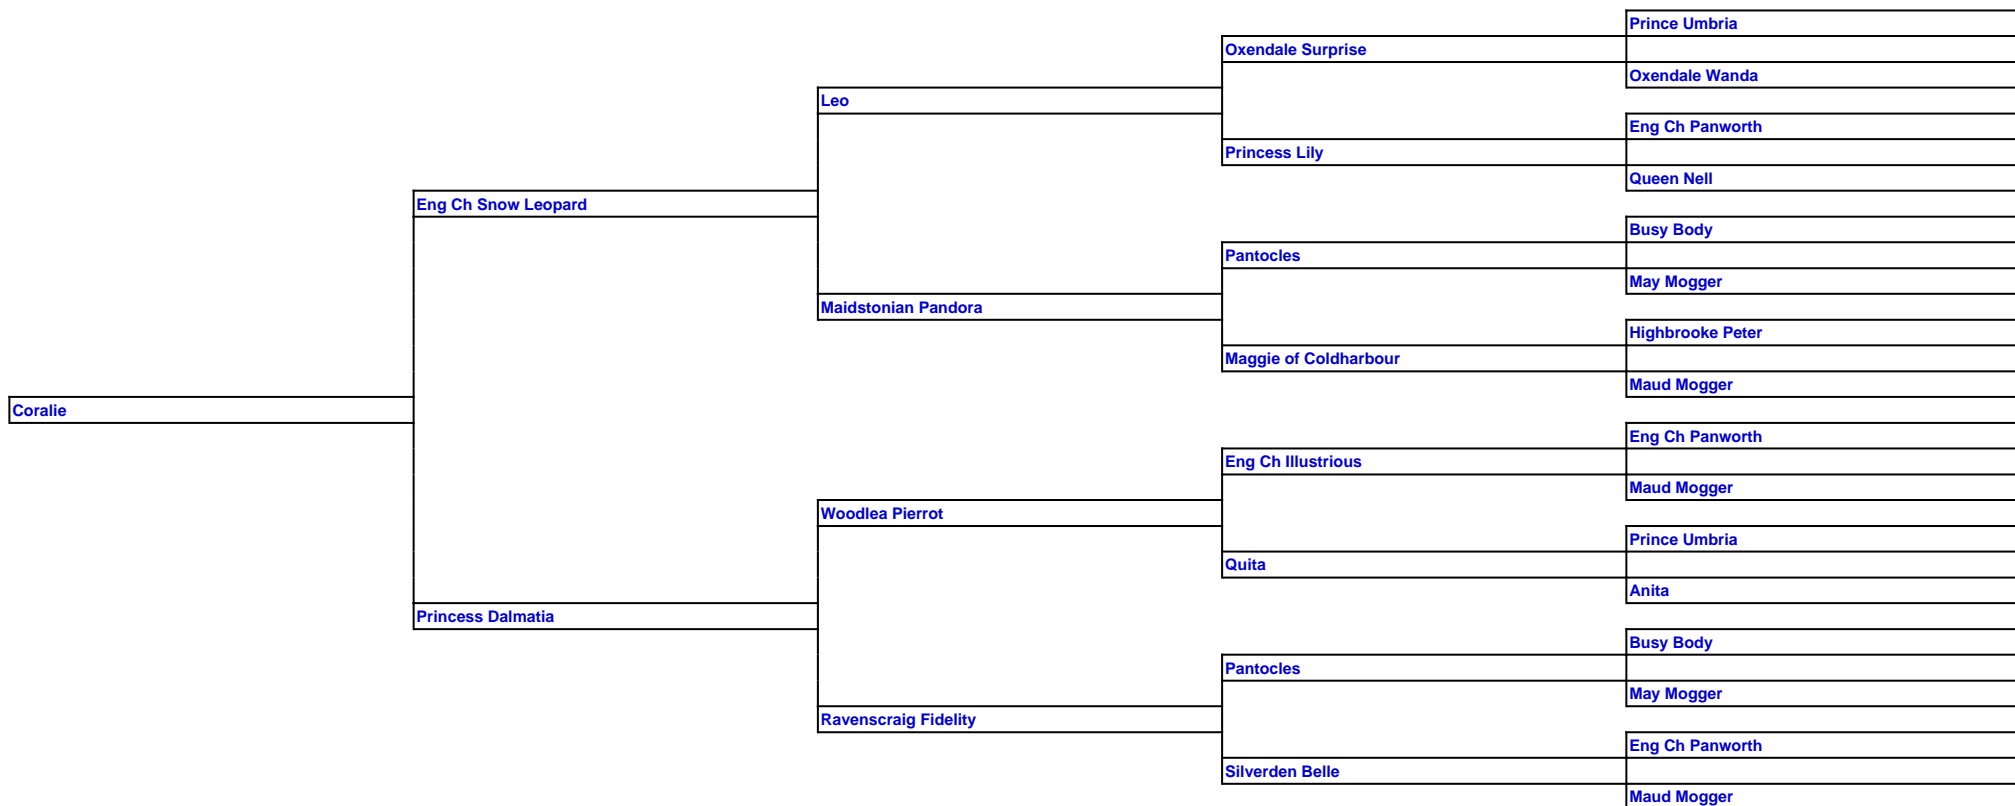 Prince Umbria
Oxendale Surprise
Oxendale Wanda
Leo
Eng Ch Panworth
Princess Lily
Queen Nell
Eng Ch Snow Leopard
Busy Body
Pantocles
May Mogger
Maidstonian Pandora
Highbrooke Peter
Maggie of Coldharbour
Maud Mogger
Coralie
Eng Ch Panworth
Eng Ch Illustrious
Maud Mogger
Woodlea Pierrot
Prince Umbria
Quita
Anita
Princess Dalmatia
Busy Body
Pantocles
May Mogger
Ravenscraig Fidelity
Eng Ch Panworth
Silverden Belle
Maud Mogger